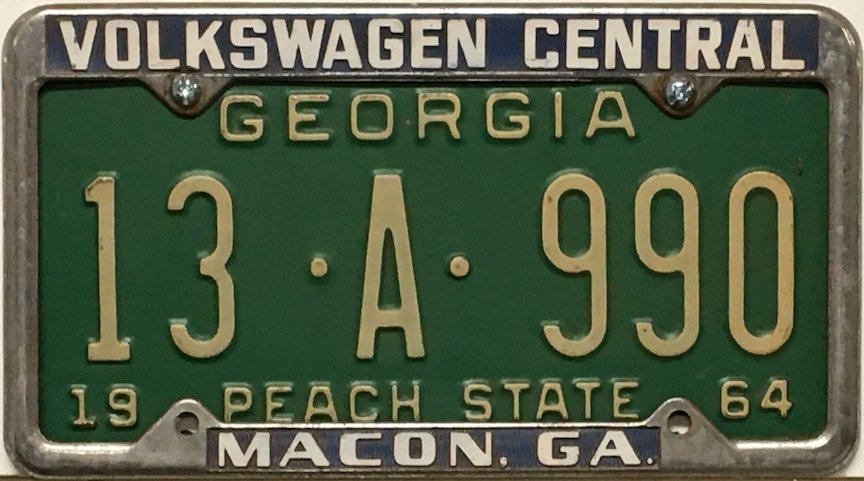 VOLKSWAGEN CENTRAL
GEORGIA
13·A·990
19 PEACH STATE 64
MACON, GA.